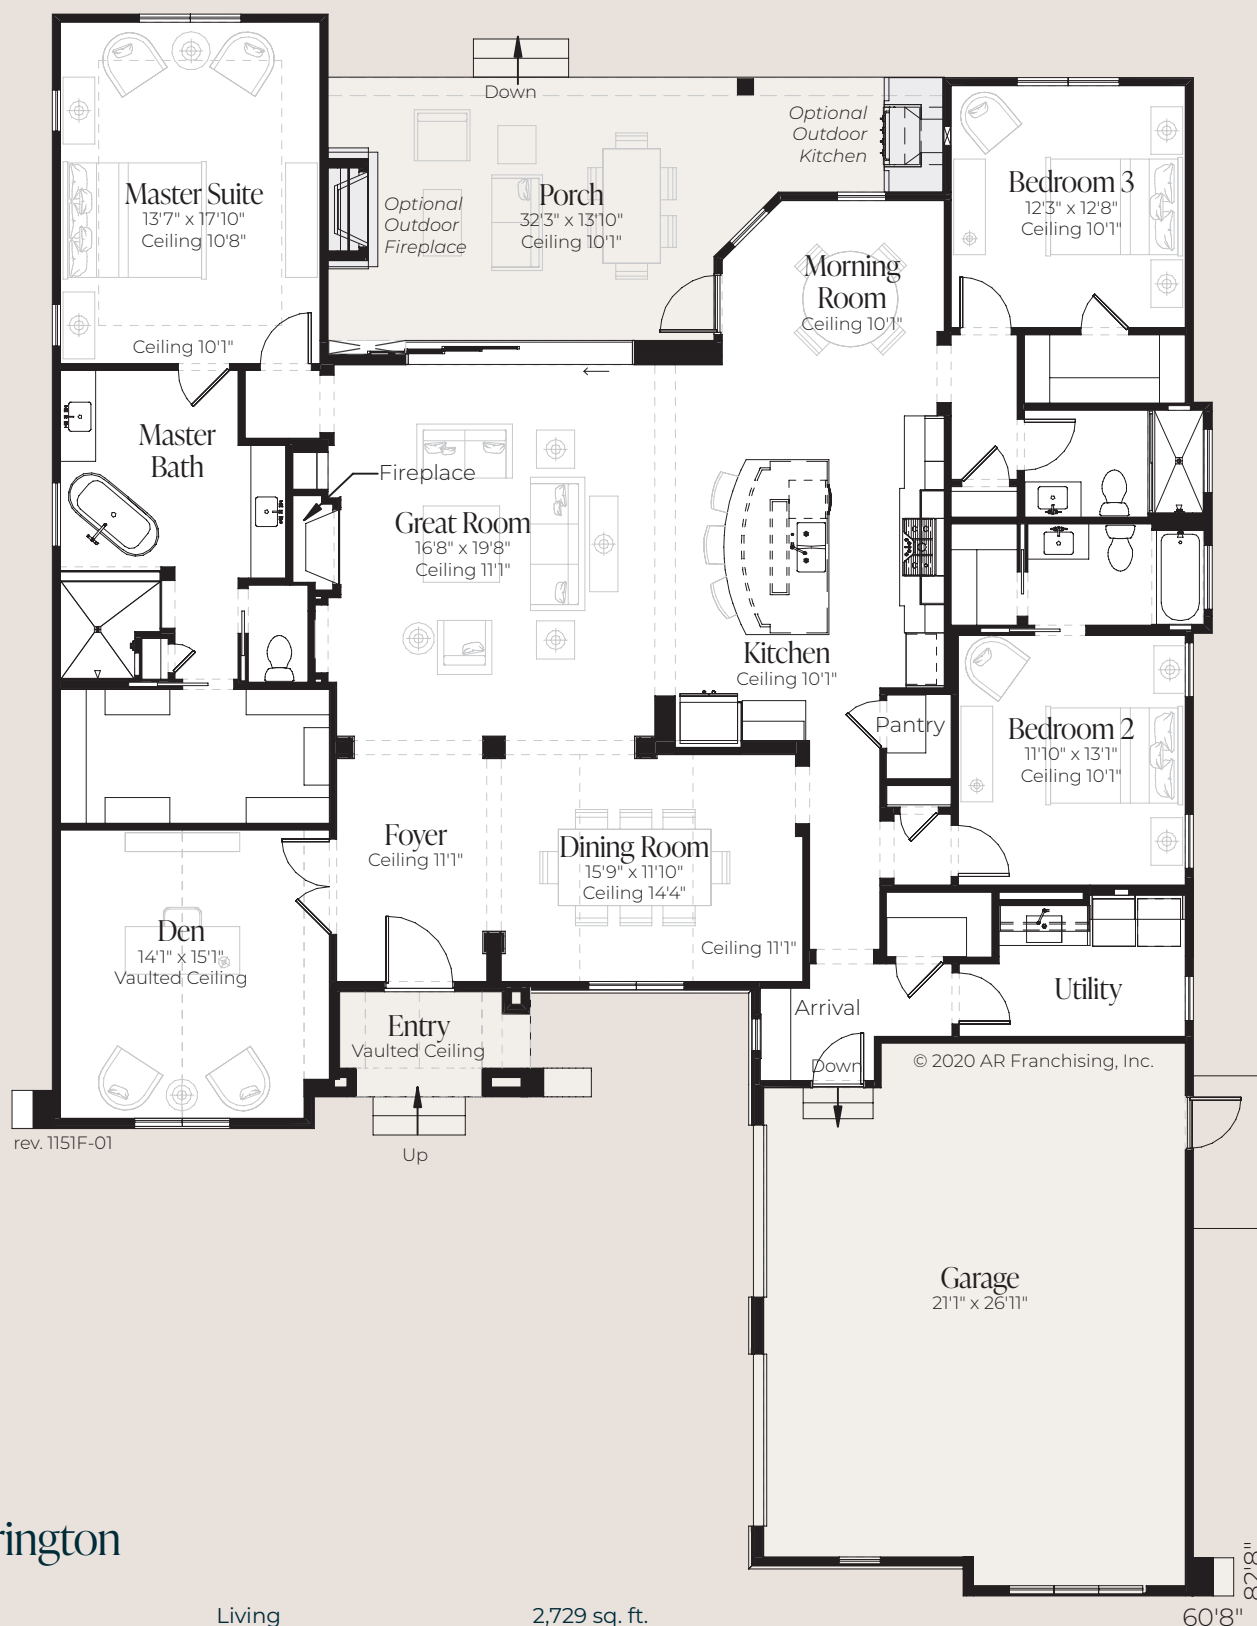 Down
Optional
Outdoor
Kitchen
Master Suite
13'7" x 17'10"
Ceiling 10'8"
Ceiling 10'1"
Optional
Outdoor
Fireplace
Porch
32'3" x 13'10"
Ceiling 10'1"
Bedroom 3
12'3" x 12'8"
Ceiling 10'1"
Morning
Room
Ceiling 10'1"
Master
Bath
Fireplace
Great Room
16'8" x 19'8"
Ceiling 11'1"
Kitchen
Ceiling 10'1"
Pantry
Bedroom 2
11'10" x 13'1"
Ceiling 10'1"
Foyer
Ceiling 11'1"
Dining Room
15'9" x 11'10"
Ceiling 14'4"
Ceiling 11'1"
Den
14'1" x 15'1"
Vaulted Ceiling
Entry
Vaulted Ceiling
Arrival
Utility
Down
© 2020 AR Franchising, Inc.
rev. 1151F-01
Up
Garage
21'1" x 26'11"
rington
82'8"
60'8"
Living 2,729 sq. ft.